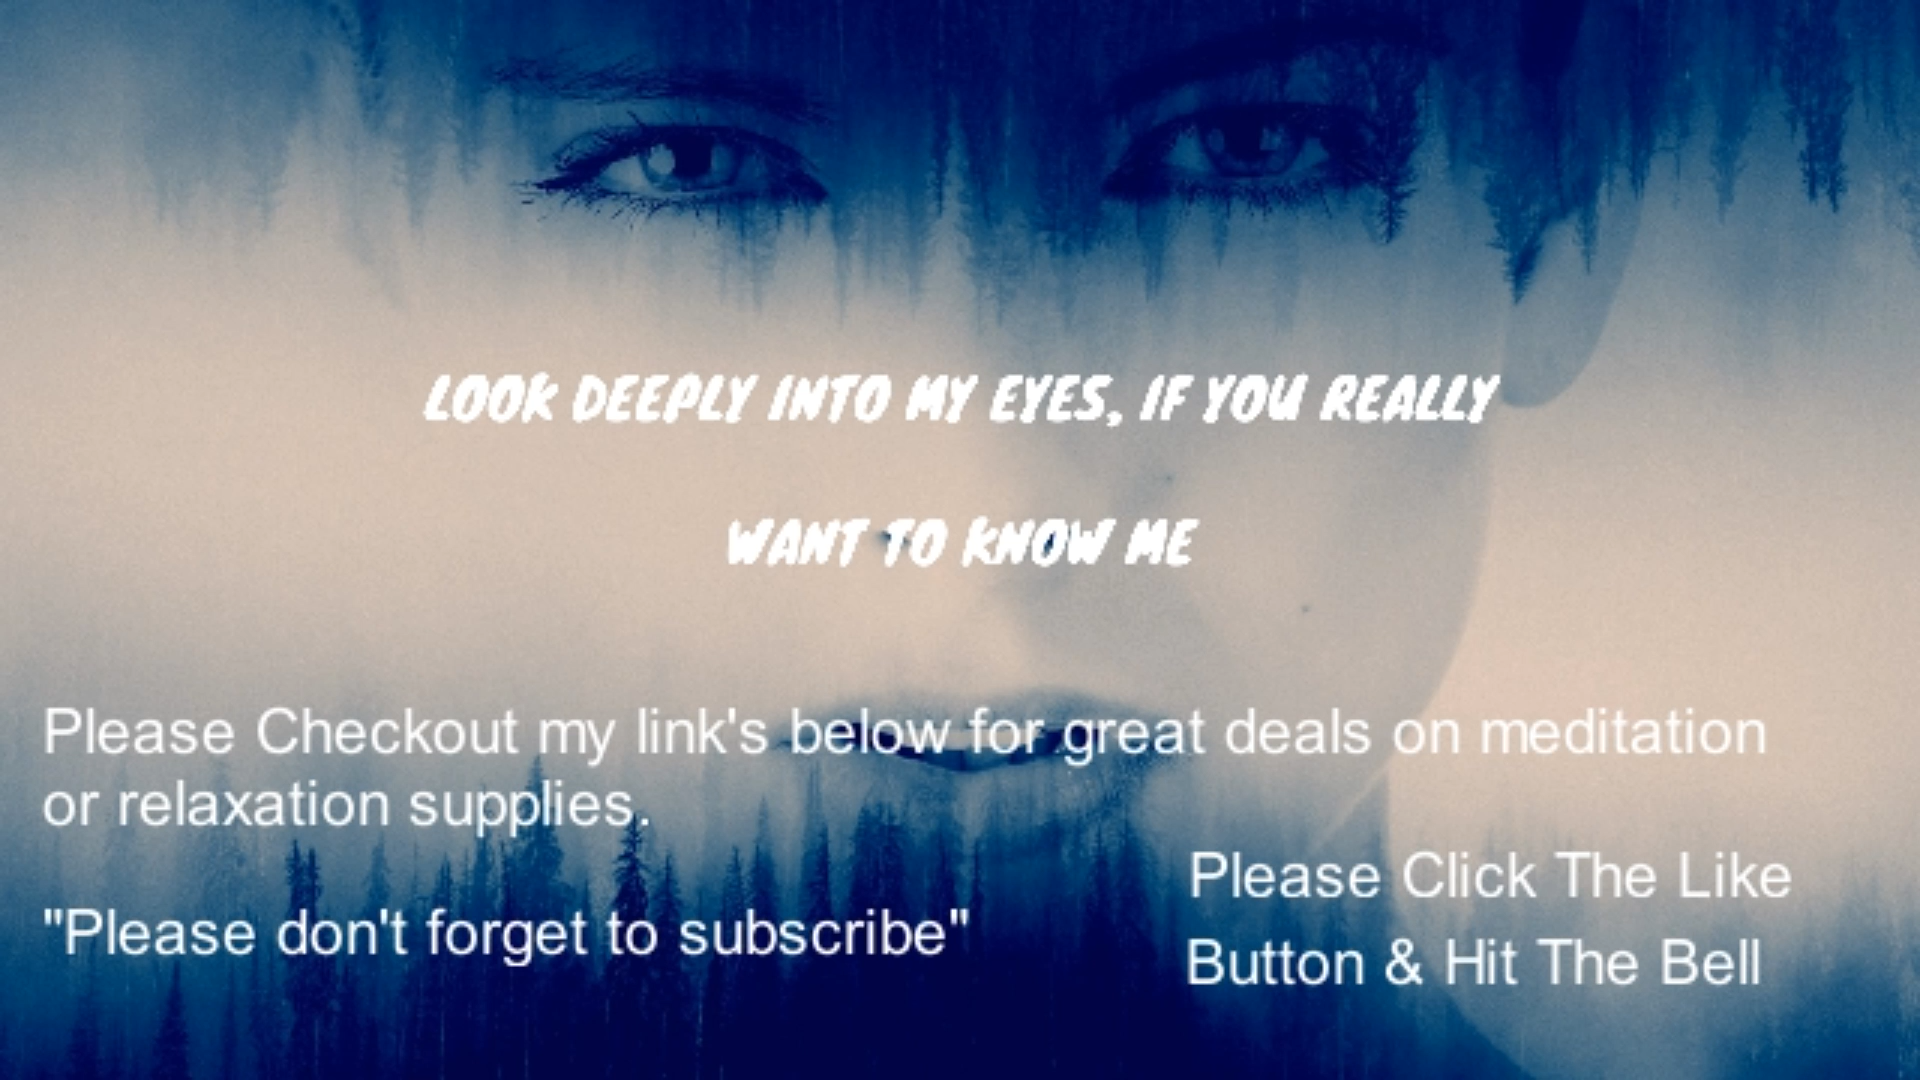 LOOK DEEPLY INTO MY EYES, IF YOU REALLY
WANT TO KNOW ME
Please Checkout my link's below for great deals on meditation
or relaxation supplies.
"Please don't forget to subscribe"
Please Click The Like
Button & Hit The Bell